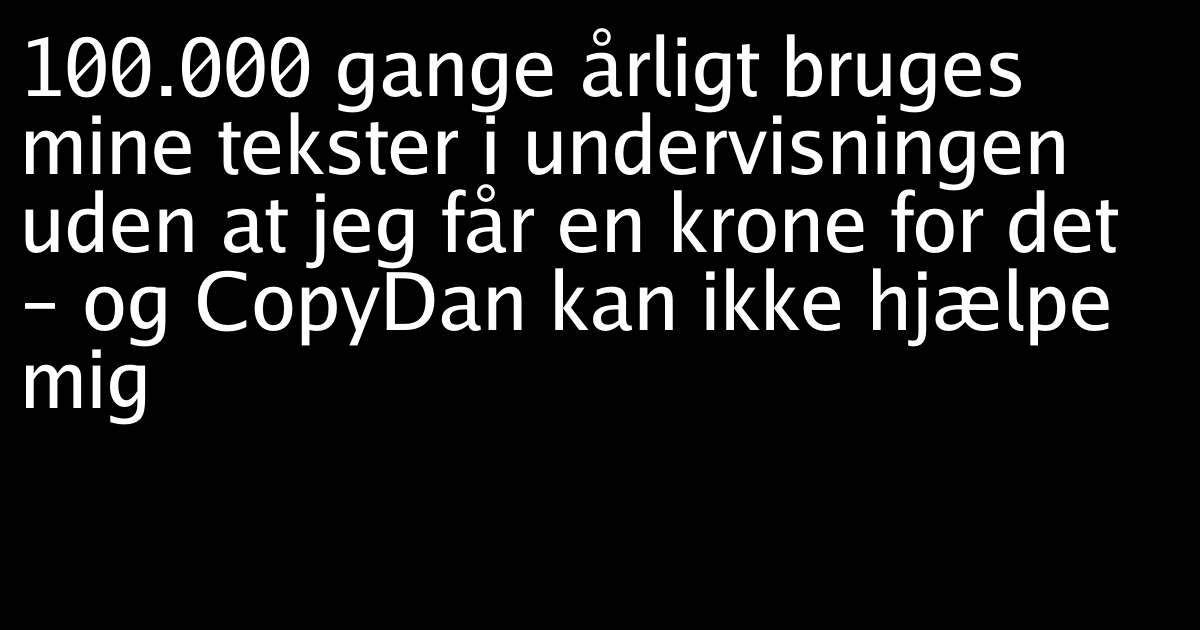 100.000 gange årligt bruges
mine tekster i undervisningen
uden at jeg får en krone for det
– og CopyDan kan ikke hjælpe
mig